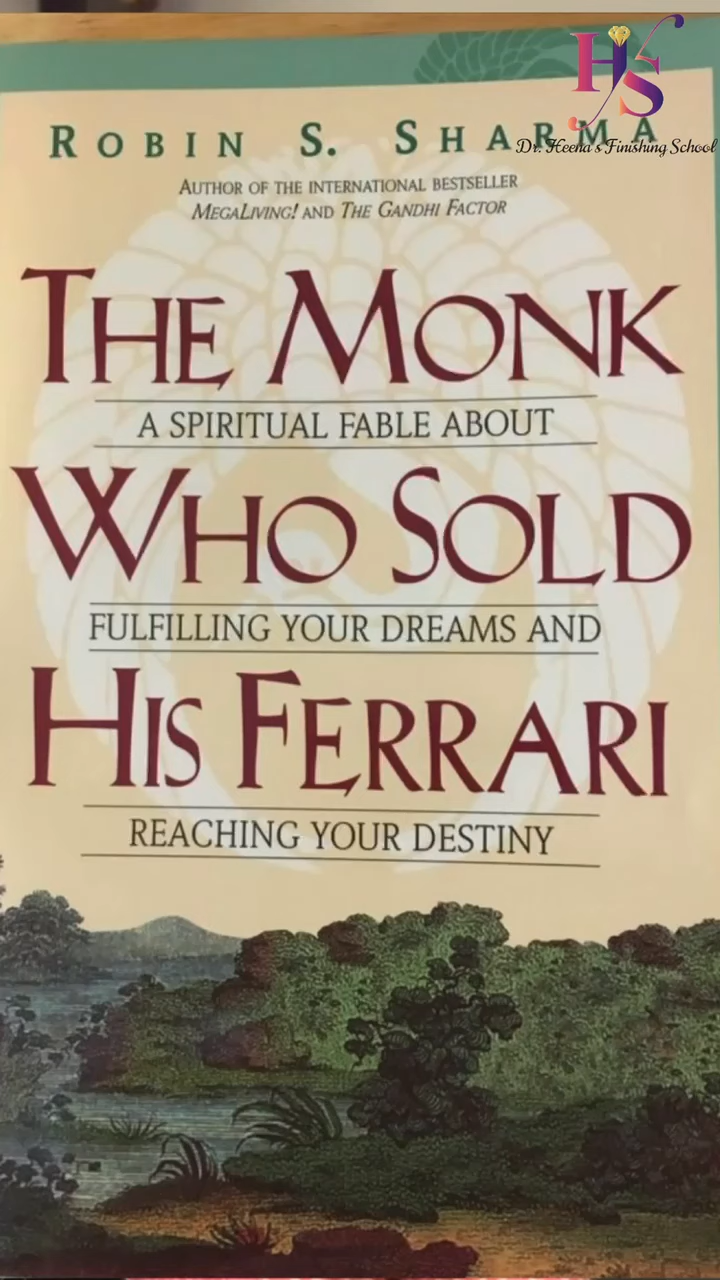 HS
Dr. Heena's Finishing School
ROBIN S. SHARMA
AUTHOR OF THE INTERNATIONAL BESTSELLER
MEGALIVING! AND THE GANDHI FACTOR
THE MONK
A SPIRITUAL FABLE ABOUT
WHO SOLD
FULFILLING YOUR DREAMS AND
HIS FERRARI
REACHING YOUR DESTINY